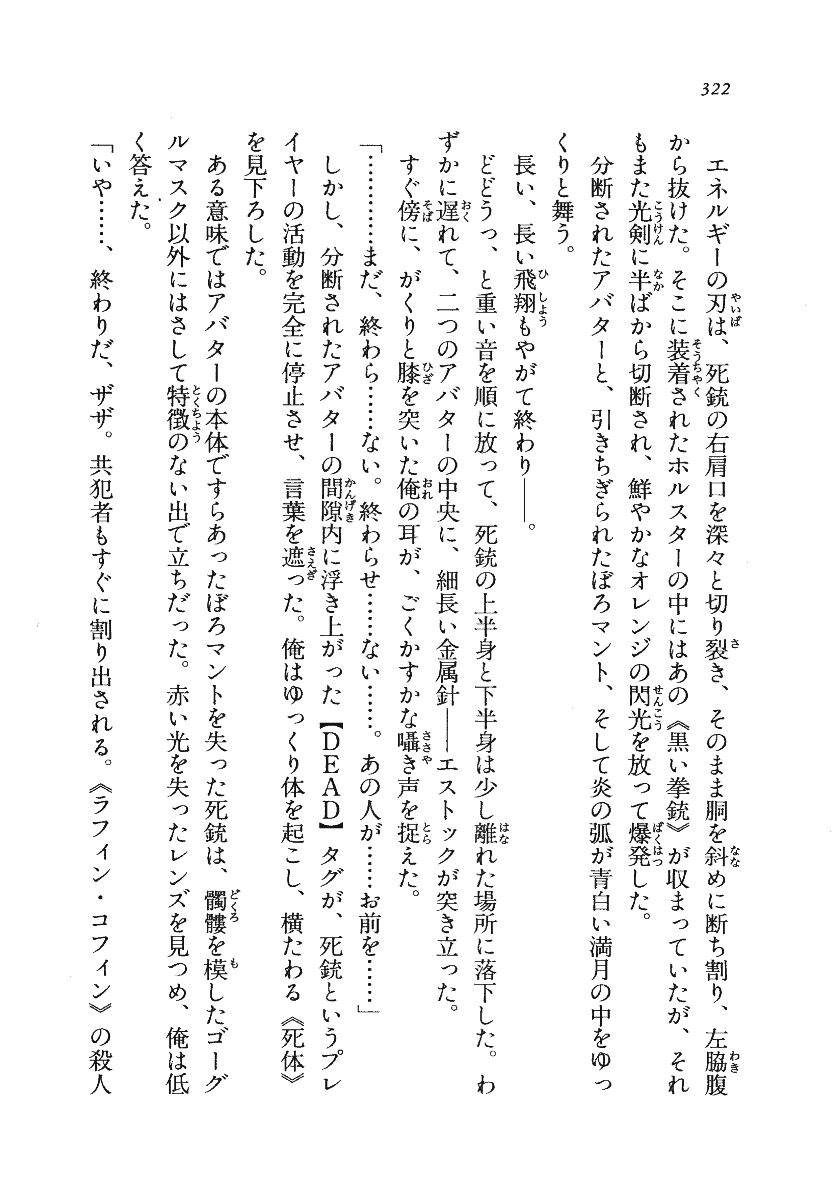 322
エネルギーの刃は、死銃の右肩口を深々と切り裂き、そのまま胴を斜めに断ち割り、左脇腹
から抜けた。そこに装着されたホルスターの中にはあの《黒い拳銃》が収まっていたが、それ
もまた光剣に半ばから切断され、鮮やかなオレンジの閃光を放って爆発した。
分断されたアバターと、引きちぎられたぼろマント、そして炎の弧が青白い満月の中をゆっ
くりと舞う。
長い、長い飛翔もやがて終わり――。
どどうっ、と重い音を順に放って、死銃の上半身と下半身は少し離れた場所に落下した。わ
ずかに遅れて、二つのアバターの中央に、細長い金属針――エストックが突き立った。
すぐ傍に、がくりと膝を突いた俺の耳が、ごくかすかな囁き声を捉えた。
「…………まだ、終わら……ない。終わらせ……ない……。あの人が……お前を……」
しかし、分断されたアバターの間隙内に浮き上がった【DEAD】タグが、死銃というプレ
イヤーの活動を完全に停止させ、言葉を遮った。俺はゆっくり体を起こし、横たわる《死体》
を見下ろした。
ある意味ではアバターの本体ですらあったぼろマントを失った死銃は、髑髏を模したゴーグ
ルマスク以外にはさして特徴のない出で立ちだった。赤い光を失ったレンズを見つめ、俺は低
く答えた。
「いや……、終わりだ、ザザ。共犯者もすぐに割り出される。《ラフィン・コフィン》の殺人